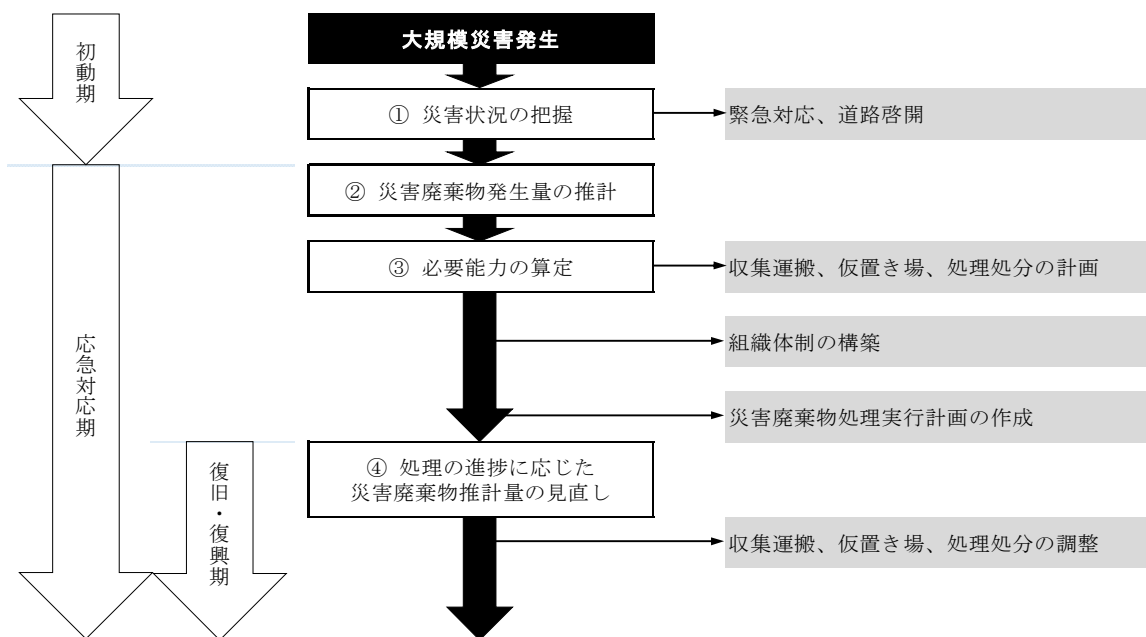 初動期
大規模災害発生
① 災害状況の把握
緊急対応、道路啓開
② 災害廃棄物発生量の推計
③ 必要能力の算定
収集運搬、仮置き場、処理処分の計画
応急対応期
組織体制の構築
災害廃棄物処理実行計画の作成
④ 処理の進捗に応じた
災害廃棄物推計量の見直し
復旧・復興期
収集運搬、仮置き場、処理処分の調整